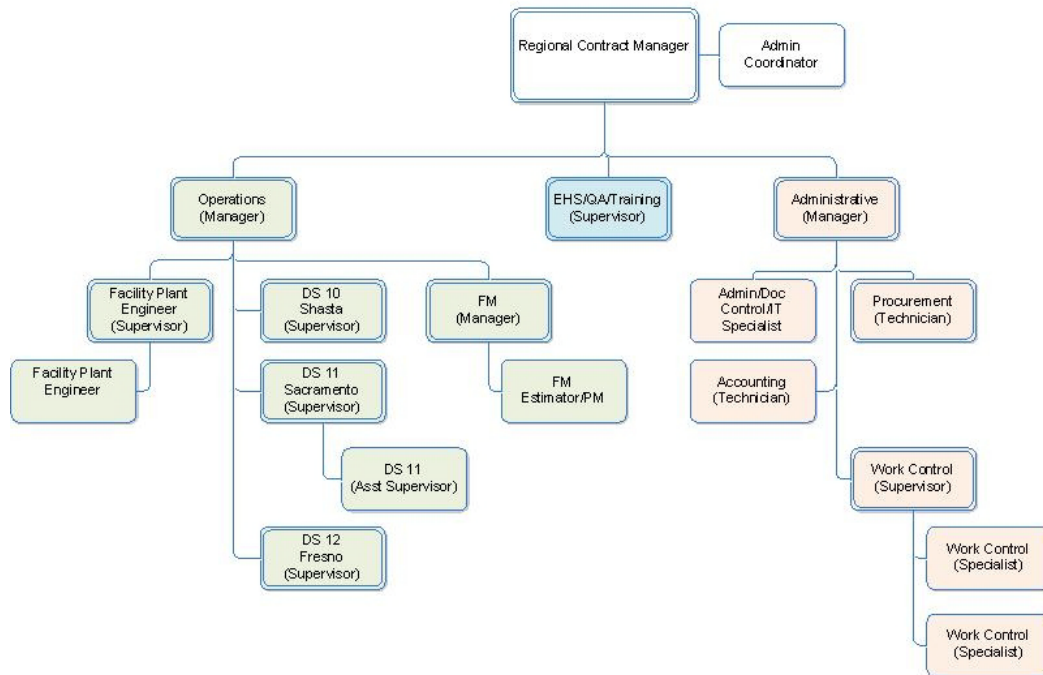 Regional Contract Manager
Admin
Coordinator
Operations
(Manager)
EHS/QA/Training
(Supervisor)
Administrative
(Manager)
Facility Plant
Engineer
(Supervisor)
DS 10
Shasta
(Supervisor)
FM
(Manager)
Admin/Doc
Control/IT
Specialist
Procurement
(Technician)
Facility Plant
Engineer
DS 11
Sacramento
(Supervisor)
FM
Estimator/PM
Accounting
(Technician)
DS 11
(Asst Supervisor)
Work Control
(Supervisor)
DS 12
Fresno
(Supervisor)
Work Control
(Specialist)
Work Control
(Specialist)